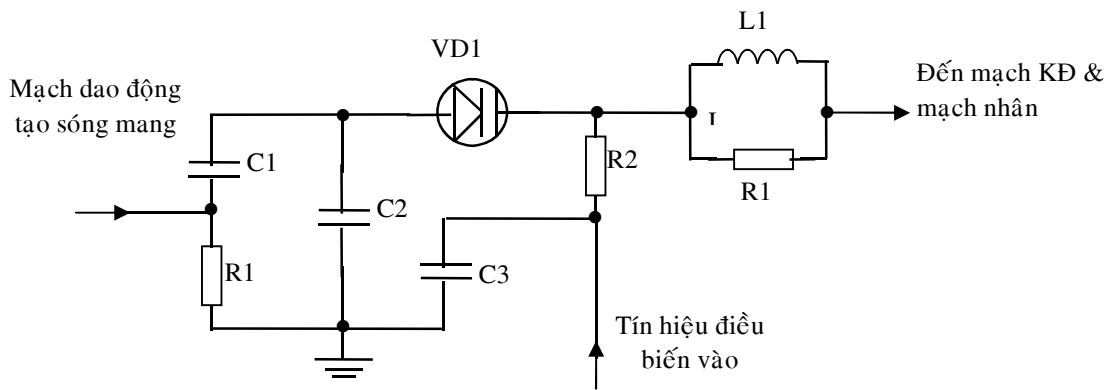 L1
VD1
Đến mạch KĐ &
mạch nhân
Mạch dao động
tạo sóng mang
C1
R2
R1
C2
R1
C3
Tín hiệu điều
biến vào